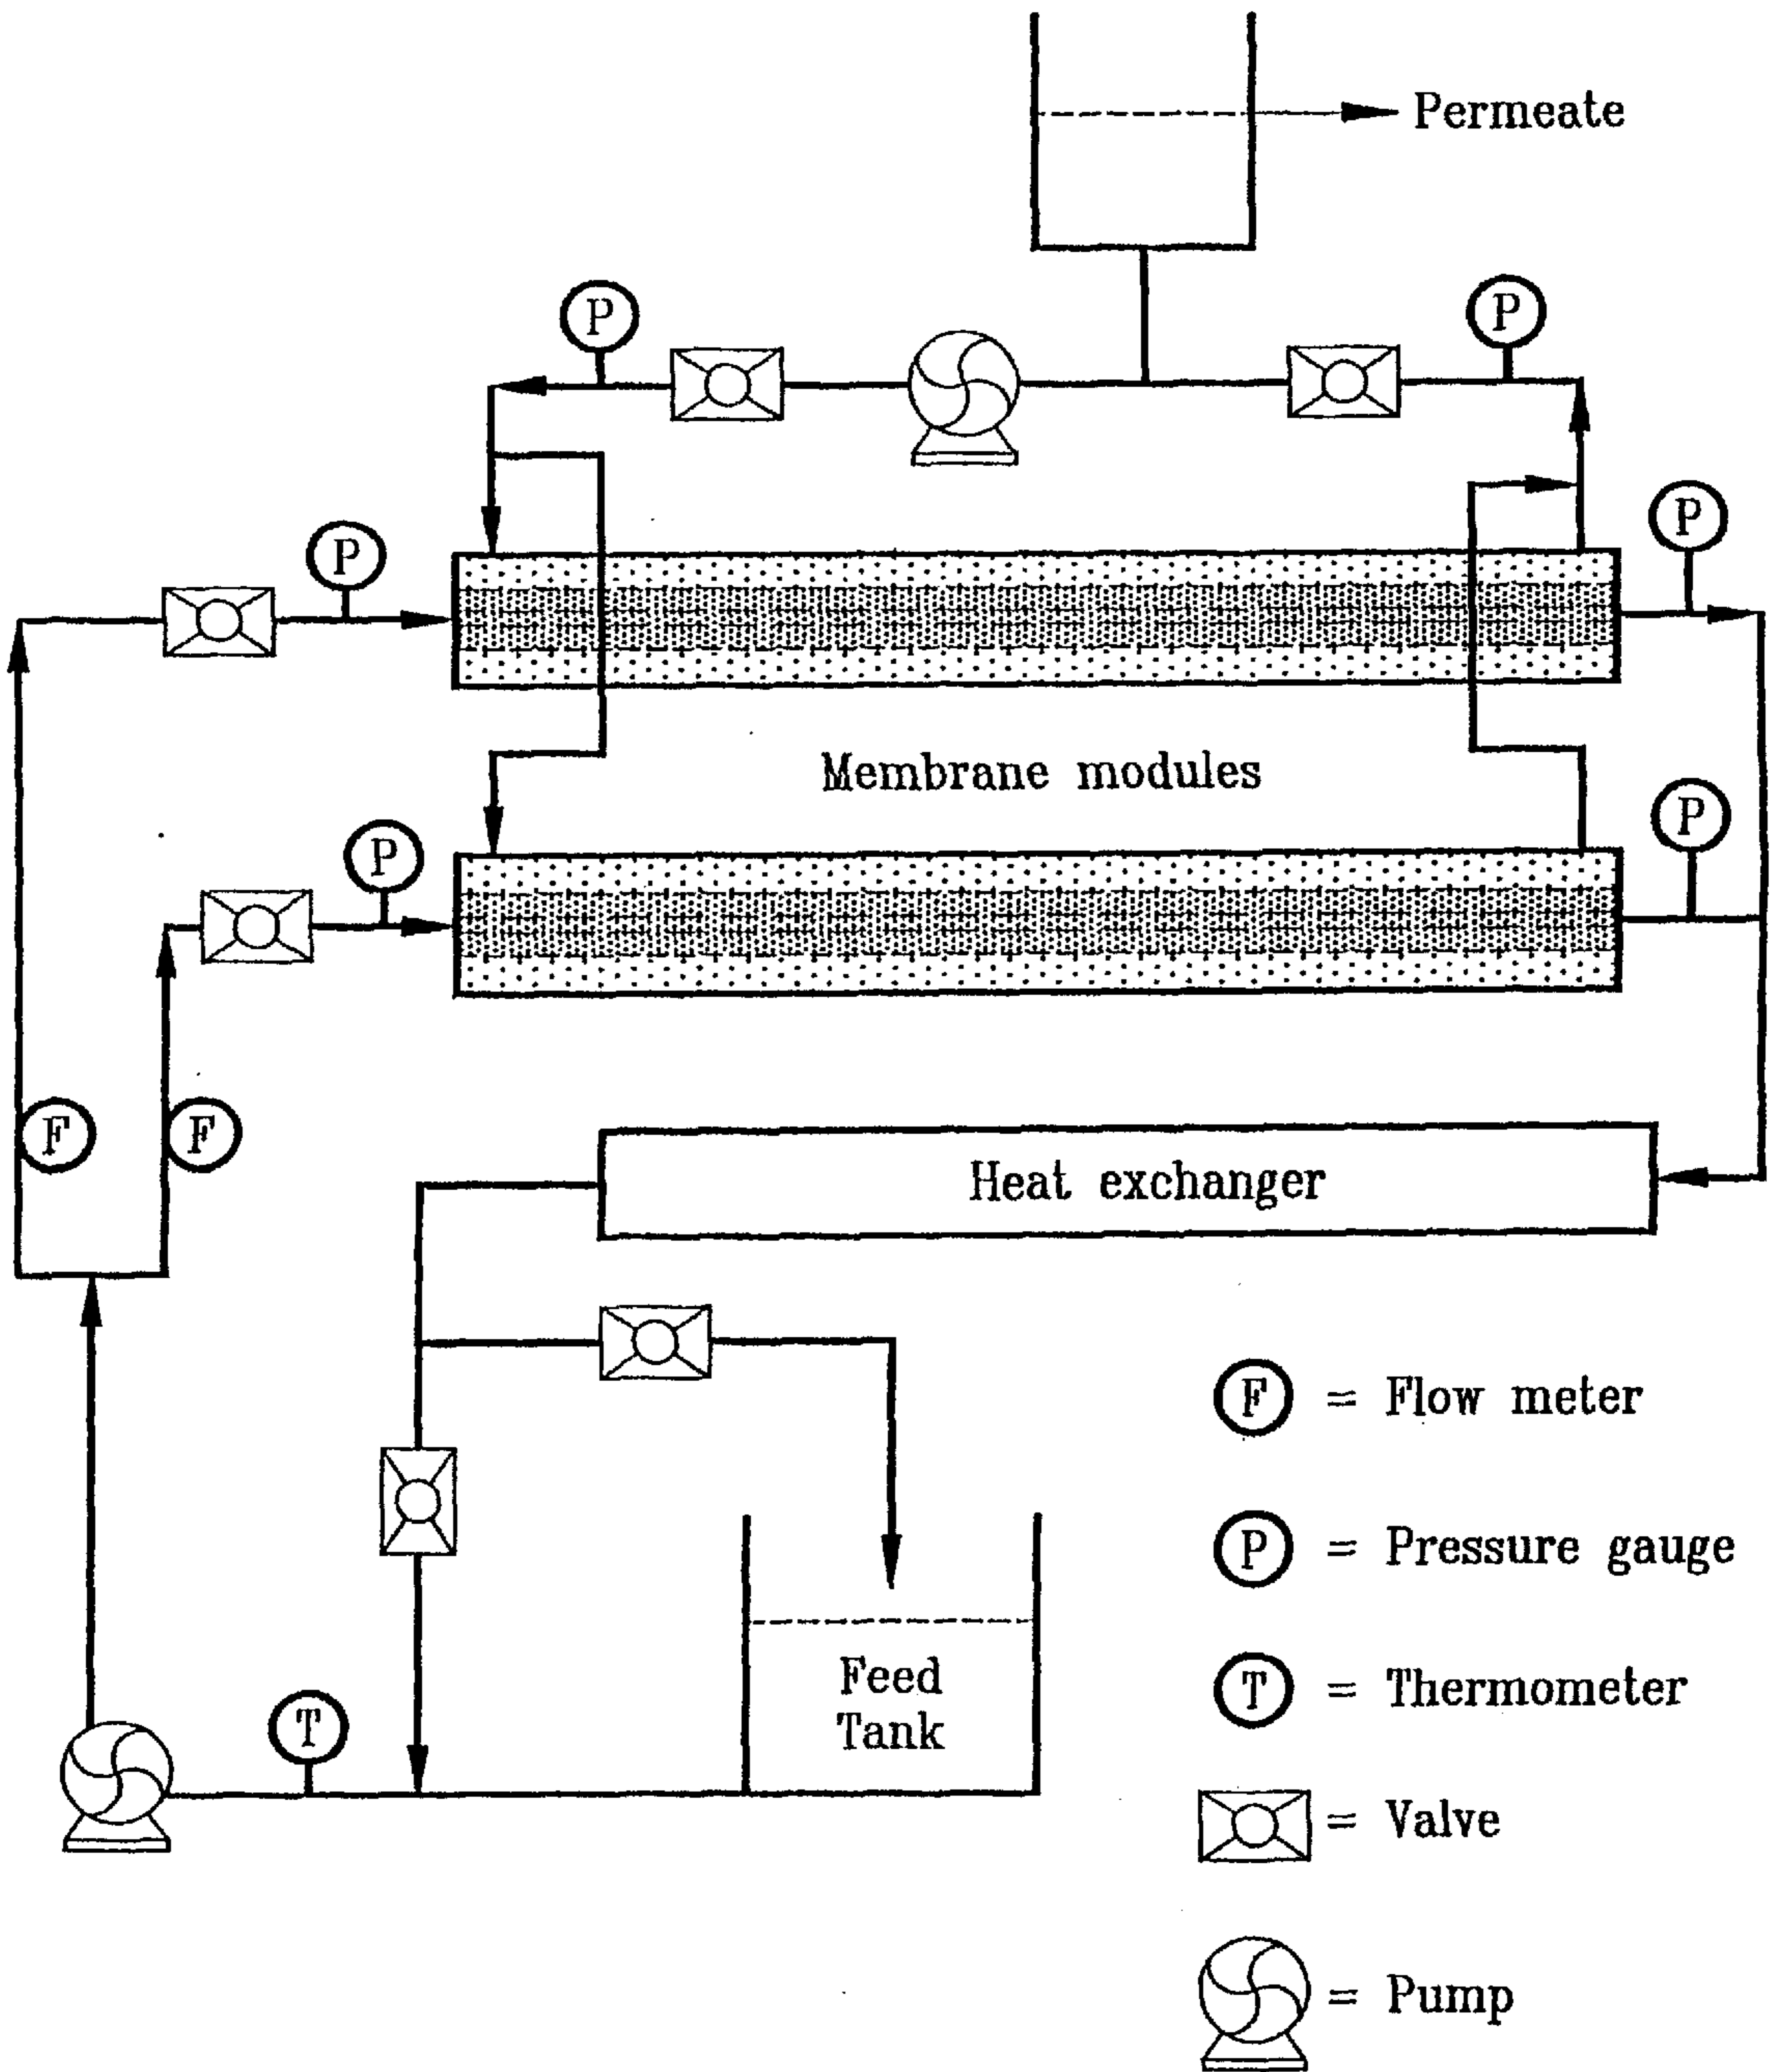 Permeate
P
P
P
P
Membrane modules
P
P
F
F
Heat exchanger
F = Flow meter
P = Pressure gauge
Feed
Tank
T = Thermometer
T
= Valve
= Pump